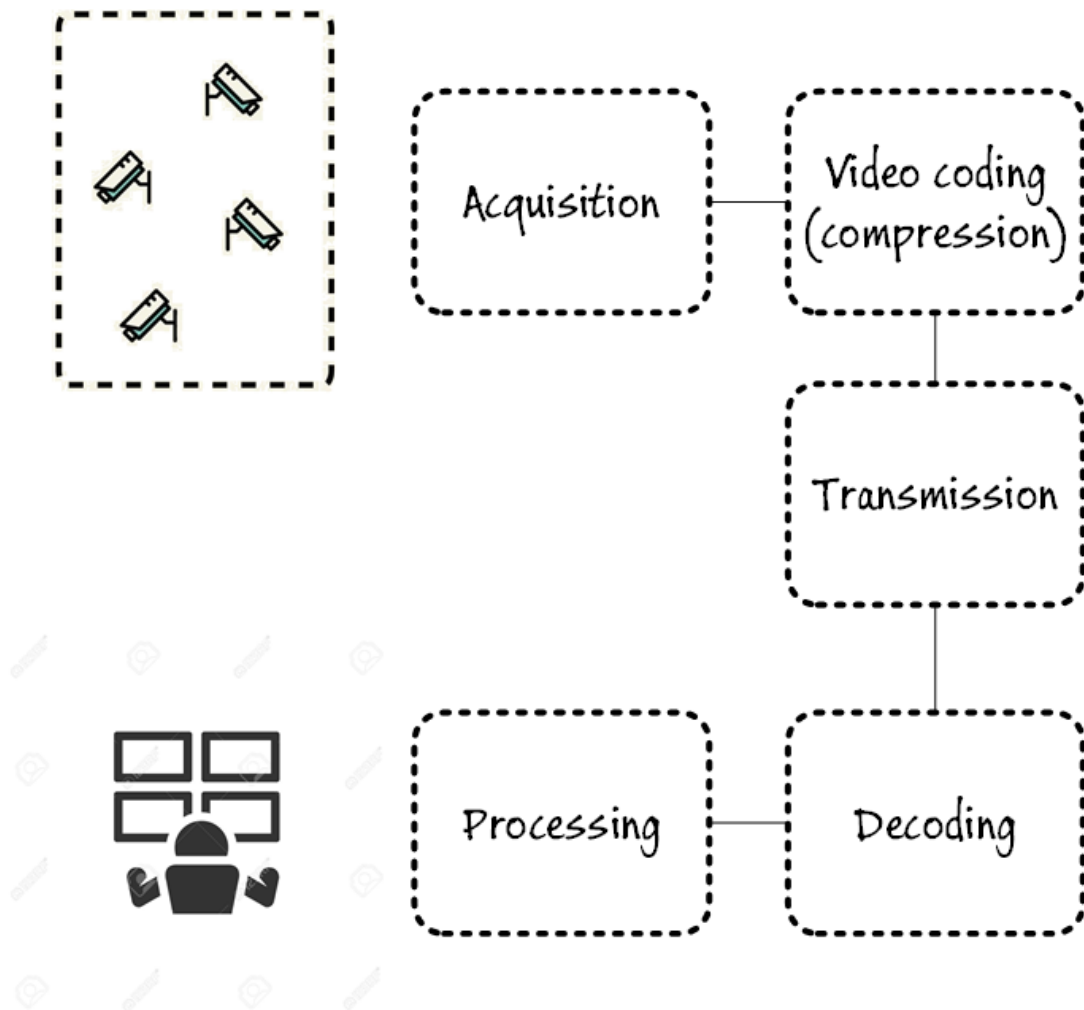 Acquisition
Video coding
(compression)
Transmission
Processing
Decoding